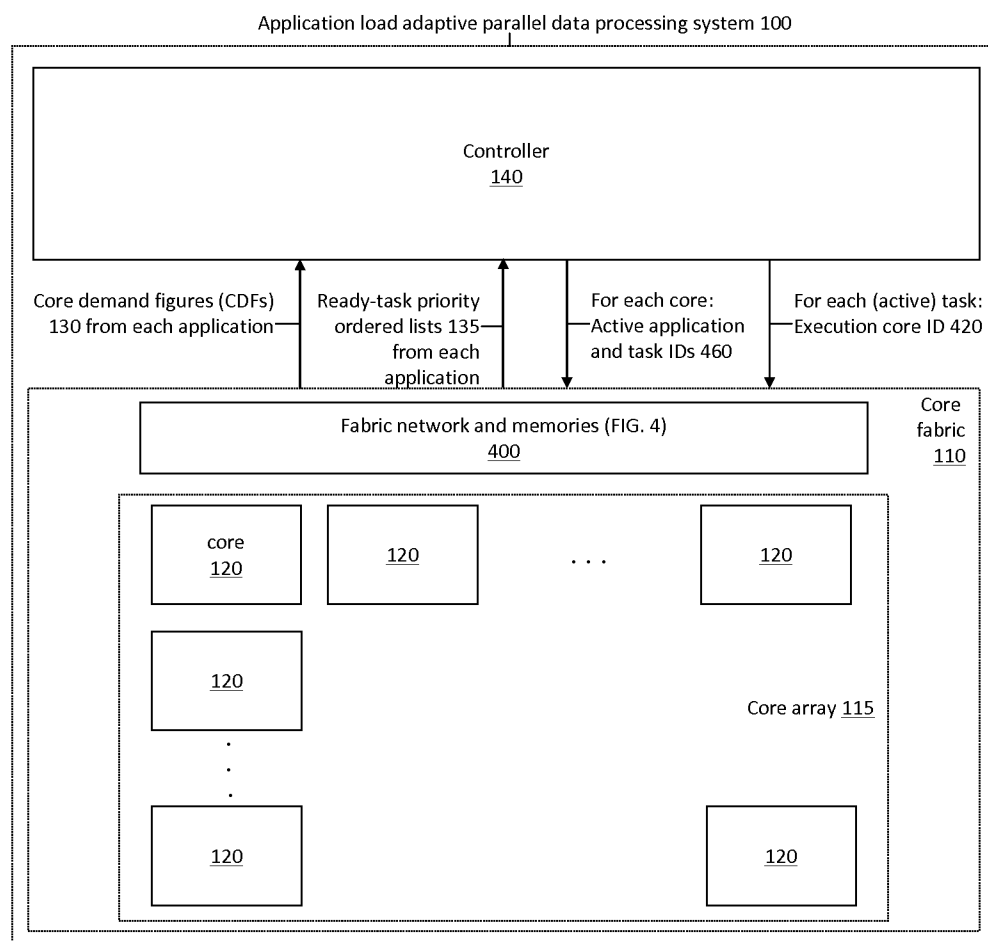 Application load adaptive parallel data processing system 100
Controller
140
Core demand figures (CDFs)
130 from each application
Ready-task priority
ordered lists 135
from each
application
For each core:
Active application
and task IDs 460
For each (active) task:
Execution core ID 420
Fabric network and memories (FIG. 4)
400
Core
fabric
110
core
120
120
. . .
120
120
Core array 115
.
.
.
120
120